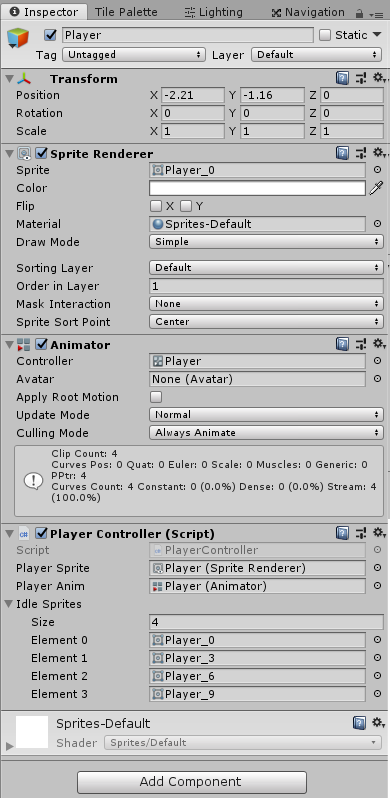 Inspector Tile Palette Lighting Navigation
Player Static
Tag Untagged Layer Default
Transform
Position X -2.21 Y -1.16 Z 0
Rotation X 0 Y 0 Z 0
Scale X 1 Y 1 Z 1
Sprite Renderer
Sprite Player_0
Color
Flip X Y
Material Sprites-Default
Draw Mode Simple
Sorting Layer Default
Order in Layer 1
Mask Interaction None
Sprite Sort Point Center
Animator
Controller Player
Avatar None (Avatar)
Apply Root Motion
Update Mode Normal
Culling Mode Always Animate
Clip Count: 4
Curves Pos: 0 Quat: 0 Euler: 0 Scale: 0 Muscles: 0 Generic: 0
PPtr: 4
Curves Count: 4 Constant: 0 (0.0%) Dense: 0 (0.0%) Stream: 4
(100.0%)
Player Controller (Script)
Script PlayerController
Player Sprite Player (Sprite Renderer)
Player Anim Player (Animator)
Idle Sprites
Size 4
Element 0 Player_0
Element 1 Player_3
Element 2 Player_6
Element 3 Player_9
Sprites-Default
Shader Sprites/Default
Add Component